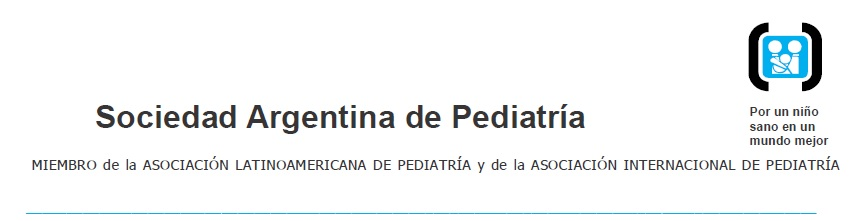 Sociedad Argentina de Pediatría
Por un niño
sano en un
mundo mejor
MIEMBRO de la ASOCIACIÓN LATINOAMERICANA DE PEDIATRÍA y de la ASOCIACIÓN INTERNACIONAL DE PEDIATRÍA